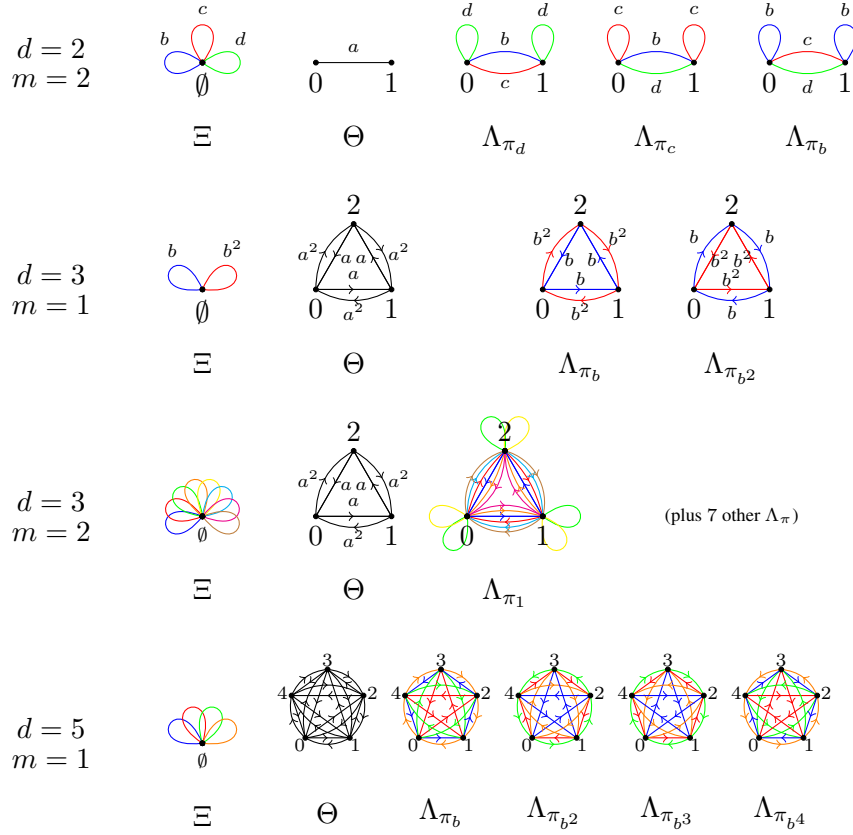 d = 2
m = 2
b c d
∅
Ξ
a
0 1
Θ
d d
b
c
0 1
Λ_{π_d}
c c
b
d
0 1
Λ_{π_c}
b b
c
d
0 1
Λ_{π_b}
d = 3
m = 1
b b²
∅
Ξ
2
a² a a a²
a
0 1
a²
Θ
2
b² b b b²
b
0 1
b²
Λ_{π_b}
2
b b² b² b
b²
0 1
b
Λ_{π_{b2}}
d = 3
m = 2
∅
Ξ
2
a² a a a²
a
0 1
a²
Θ
2
0 1
Λ_{π_1}
(plus 7 other Λ_π)
d = 5
m = 1
∅
Ξ
3
4 2
0 1
Θ
3
4 2
0 1
Λ_{π_b}
3
4 2
0 1
Λ_{π_{b2}}
3
4 2
0 1
Λ_{π_{b3}}
3
4 2
0 1
Λ_{π_{b4}}